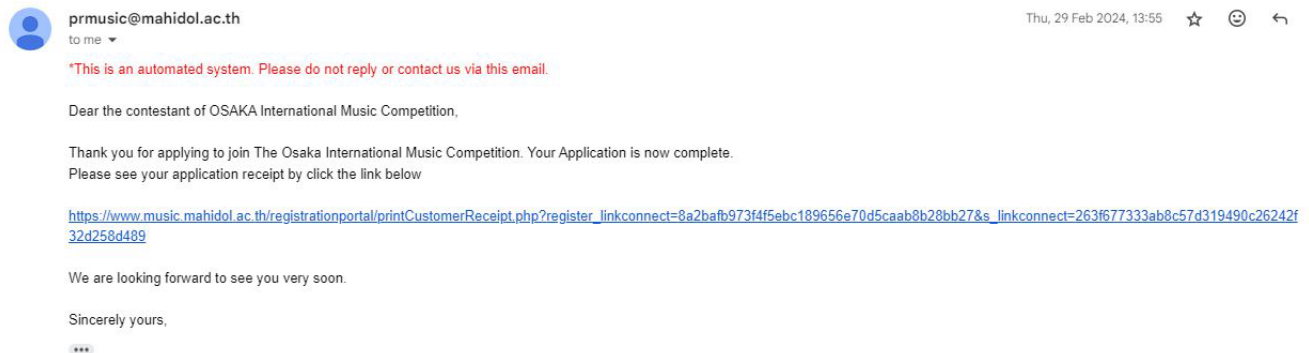 prmusic@mahidol.ac.th
Thu, 29 Feb 2024, 13:55
to me
*This is an automated system. Please do not reply or contact us via this email.
Dear the contestant of OSAKA International Music Competition,
Thank you for applying to join The Osaka International Music Competition. Your Application is now complete.
Please see your application receipt by click the link below
https://www.music.mahidol.ac.th/registrationportal/printCustomerReceipt.php?register_linkconnect=8a2bafb973f4f5ebc189656e70d5caab8b28bb27&s_linkconnect=263f677333ab8c57d319490c26242f
32d258d489
We are looking forward to see you very soon.
Sincerely yours,